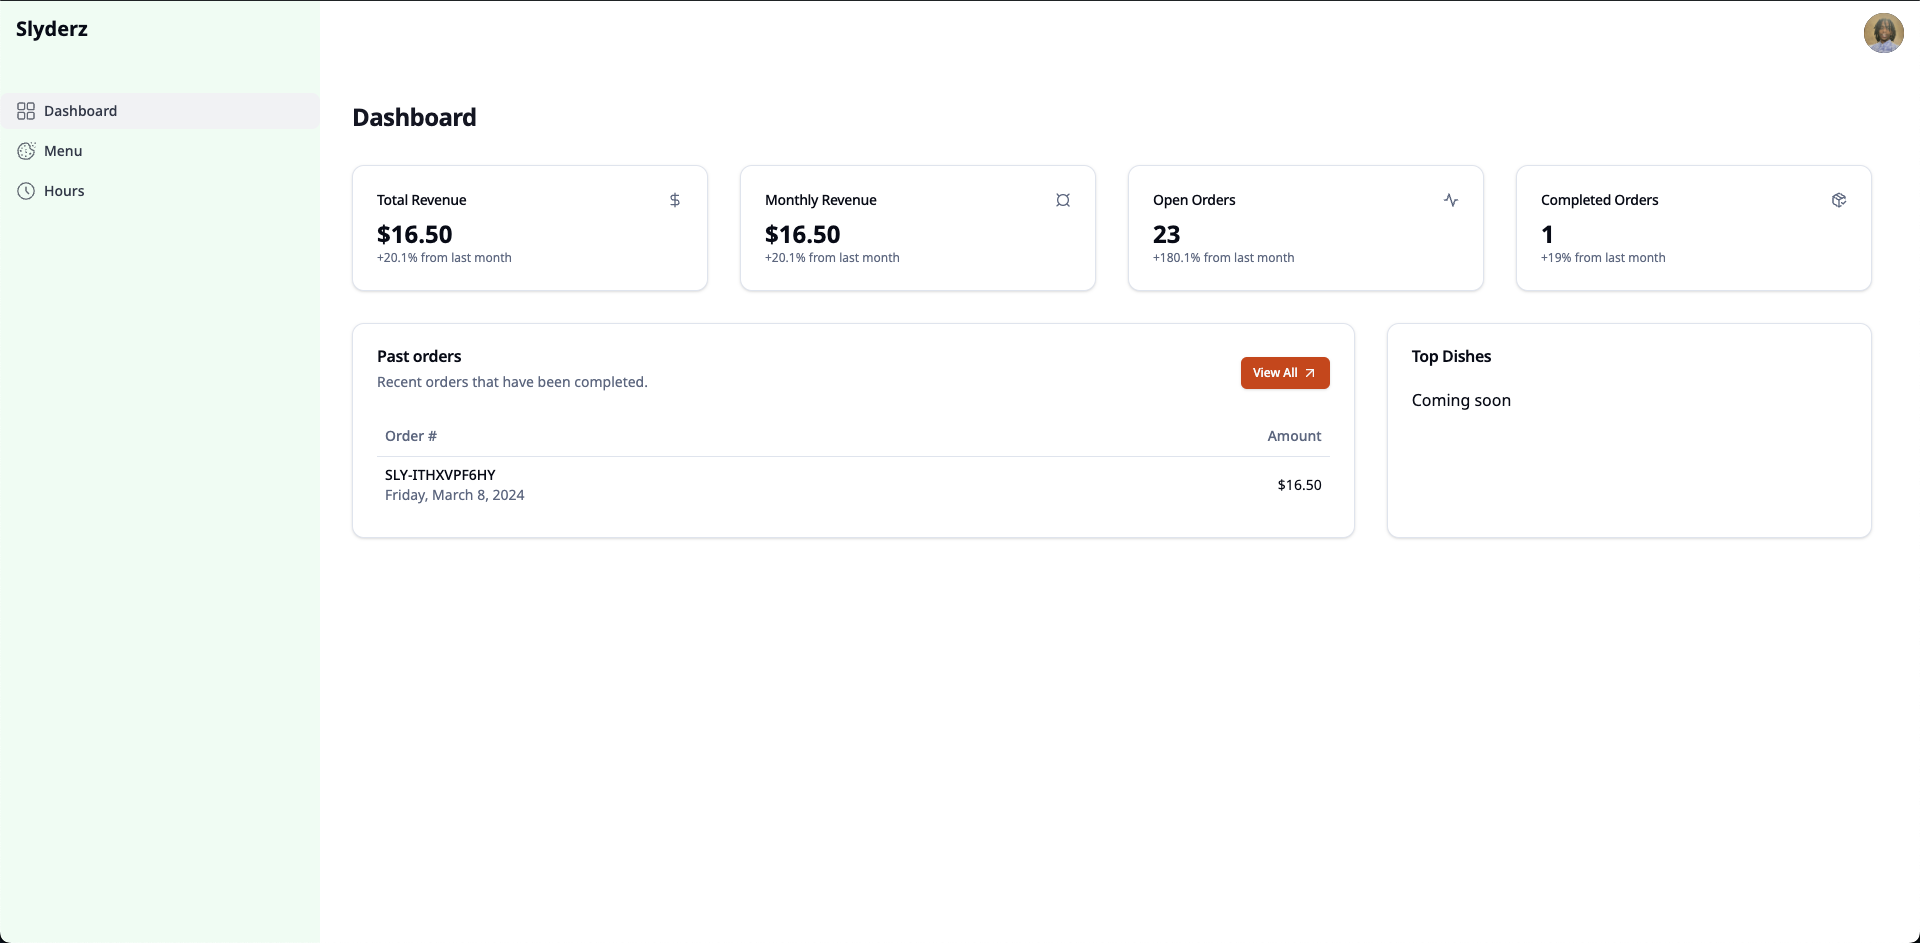 Slyderz
Dashboard
Menu
Hours
Dashboard
Total Revenue
$16.50
+20.1% from last month
Monthly Revenue
$16.50
+20.1% from last month
Open Orders
23
+180.1% from last month
Completed Orders
1
+19% from last month
Past orders
Recent orders that have been completed.
View All
Order # Amount
SLY-ITHXVPF6HY
Friday, March 8, 2024
$16.50
Top Dishes
Coming soon